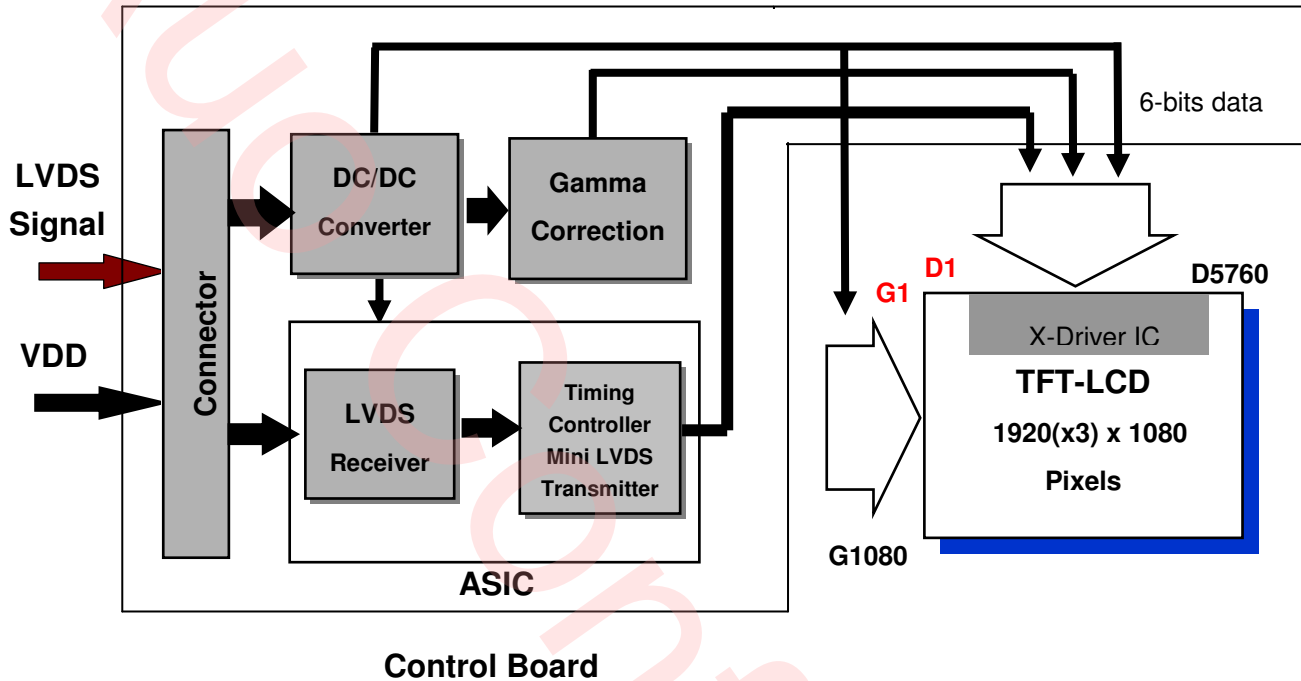 6-bits data
LVDS
Signal
VDD
Connector
DC/DC
Converter
Gamma
Correction
LVDS
Receiver
Timing
Controller
Mini LVDS
Transmitter
ASIC
Control Board
D1
G1
D5760
G1080
X-Driver IC
TFT-LCD
1920(x3) x 1080
Pixels